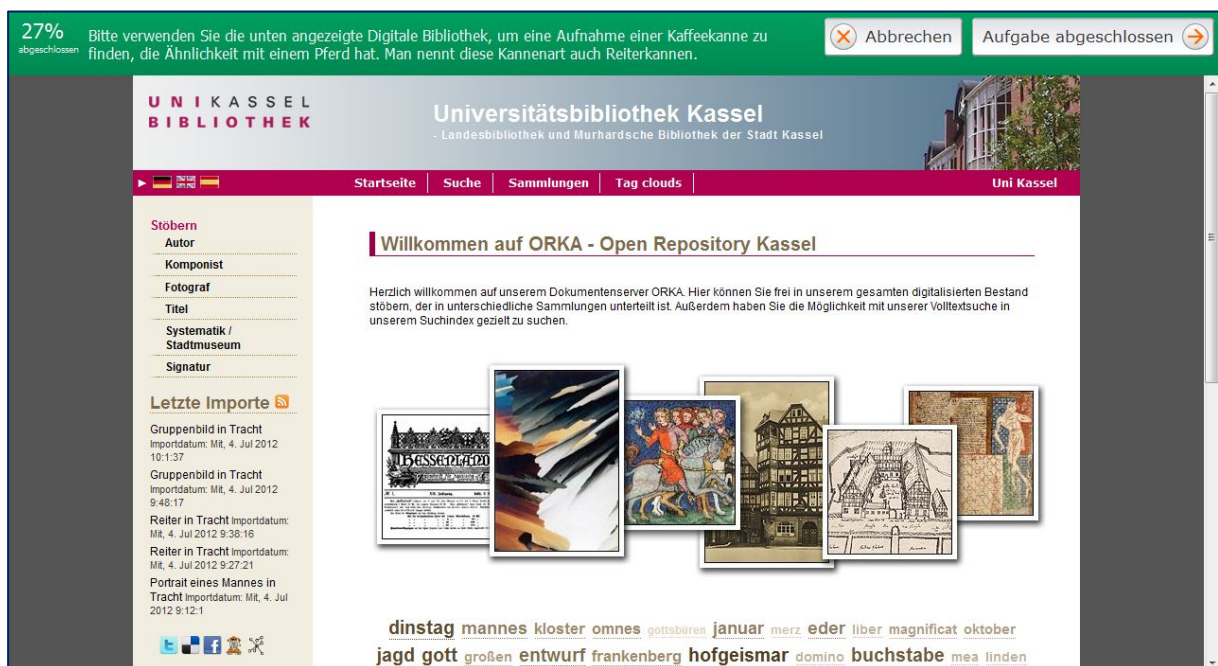 27%
abgeschlossen
Bitte verwenden Sie die unten angezeigte Digitale Bibliothek, um eine Aufnahme einer Kaffeekanne zu
finden, die Ähnlichkeit mit einem Pferd hat. Man nennt diese Kannenart auch Reiterkannen.
Abbrechen
Aufgabe abgeschlossen
UNIKASSEL
BIBLIOTHEK
Universitätsbibliothek Kassel
- Landesbibliothek und Murhardsche Bibliothek der Stadt Kassel
Startseite
Suche
Sammlungen
Tag clouds
Uni Kassel
Stöbern
Autor
Komponist
Fotograf
Titel
Systematik /
Stadtmuseum
Signatur
Letzte Importe
Gruppenbild in Tracht
Importdatum: Mit, 4. Jul 2012
10:1:37
Gruppenbild in Tracht
Importdatum: Mit, 4. Jul 2012
9:48:17
Reiter in Tracht Importdatum:
Mit, 4. Jul 2012 9:38:16
Reiter in Tracht Importdatum:
Mit, 4. Jul 2012 9:27:21
Portrait eines Mannes in
Tracht Importdatum: Mit, 4. Jul
2012 9:12:1
Willkommen auf ORKA - Open Repository Kassel
Herzlich willkommen auf unserem Dokumentenserver ORKA. Hier können Sie frei in unserem gesamten digitalisierten Bestand
stöbern, der in unterschiedliche Sammlungen unterteilt ist. Außerdem haben Sie die Möglichkeit mit unserer Volltextsuche in
unserem Suchindex gezielt zu suchen.
HESSENLAND
dinstag mannes kloster omnes gottsbüren januar merz eder liber magnificat oktober
jagd gott großen entwurf frankenberg hofgeismar domino buchstabe mea linden